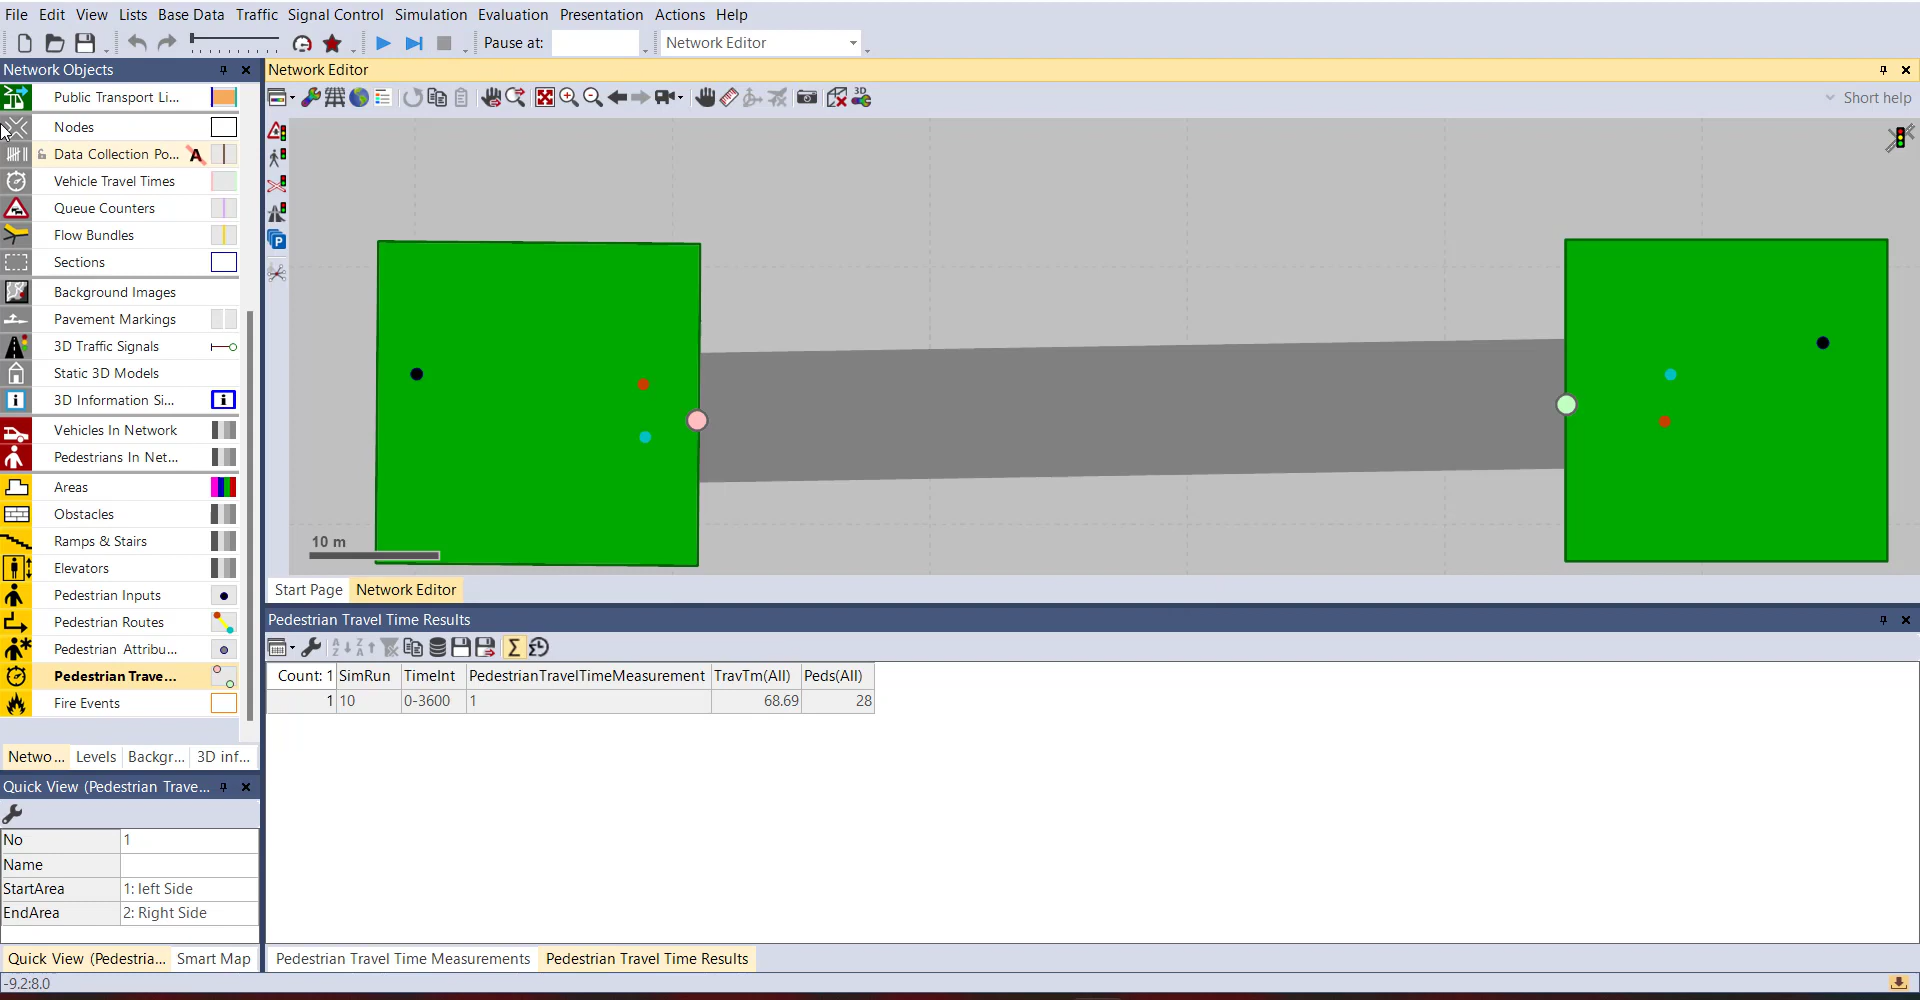 File Edit View Lists Base Data Traffic Signal Control Simulation Evaluation Presentation Actions Help
Pause at: Network Editor
Network Objects
Public Transport Li...
Nodes
Data Collection Po... A
Vehicle Travel Times
Queue Counters
Flow Bundles
Sections
Background Images
Pavement Markings
3D Traffic Signals
Static 3D Models
3D Information Si...
Vehicles In Network
Pedestrians In Net...
Areas
Obstacles
Ramps & Stairs
Elevators
Pedestrian Inputs
Pedestrian Routes
Pedestrian Attribu...
Pedestrian Trave...
Fire Events
Netwo... Levels Backgr... 3D inf...
Quick View (Pedestrian Trave...
No 1
Name
StartArea 1: left Side
EndArea 2: Right Side
Quick View (Pedestria... Smart Map
-9.2:8.0
Network Editor
3D
Short help
P
10 m
Start Page Network Editor
Pedestrian Travel Time Results
Count: 1 SimRun TimeInt PedestrianTravelTimeMeasurement TravTm(All) Peds(All)
1 10 0-3600 1 68.69 28
Pedestrian Travel Time Measurements Pedestrian Travel Time Results